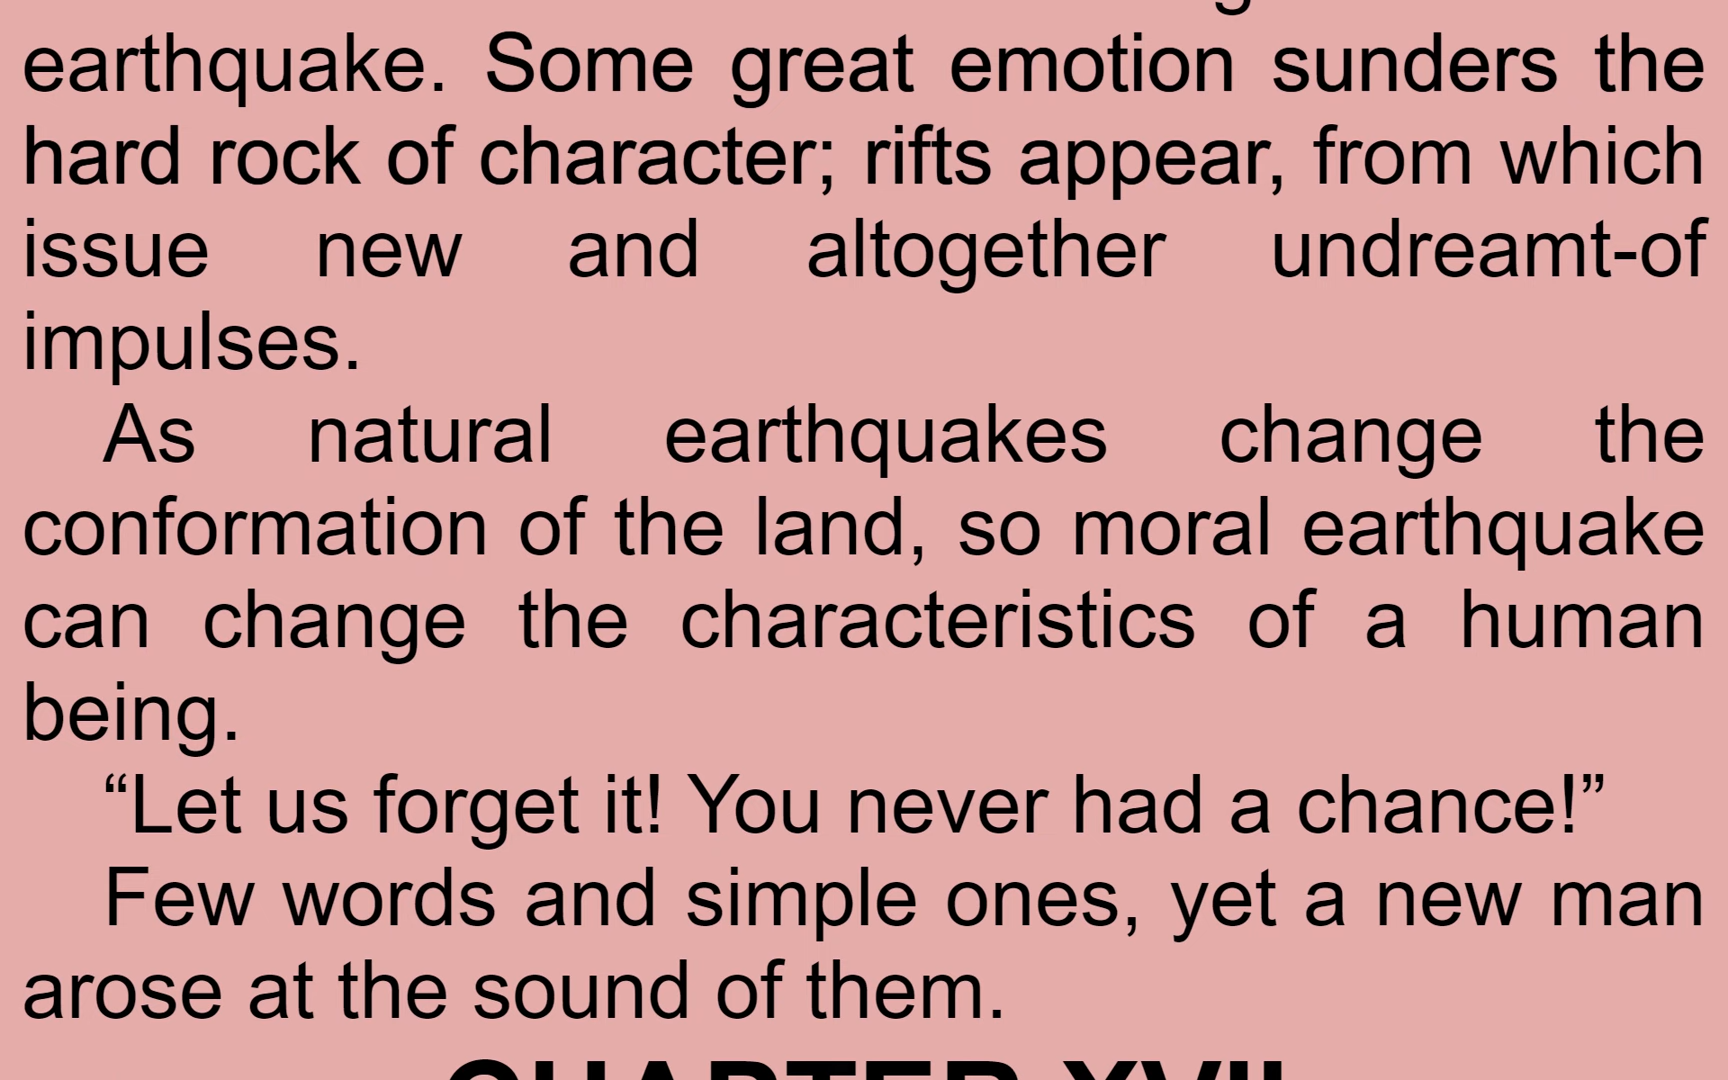 earthquake. Some great emotion sunders the
hard rock of character; rifts appear, from which
issue new and altogether undreamt-of
impulses.
As natural earthquakes change the
conformation of the land, so moral earthquake
can change the characteristics of a human
being.
“Let us forget it! You never had a chance!”
Few words and simple ones, yet a new man
arose at the sound of them.
CHAPTER XVII